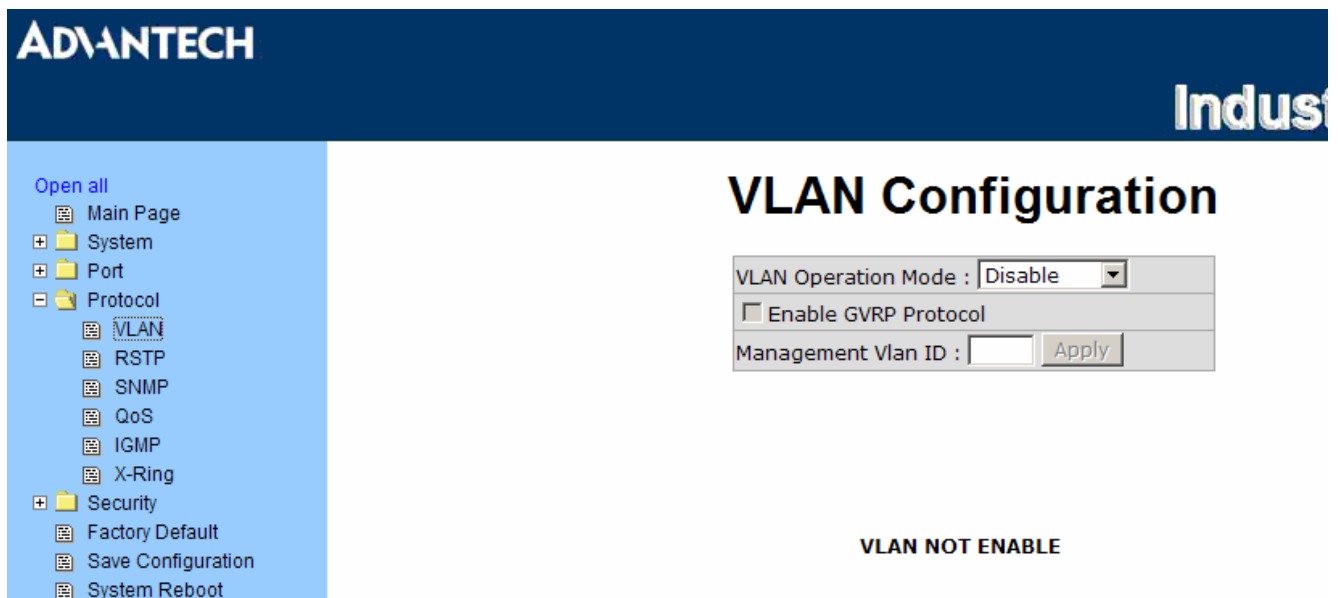 ADVANTECH
Open all
Main Page
System
Port
Protocol
VLAN
RSTP
SNMP
QoS
IGMP
X-Ring
Security
Factory Default
Save Configuration
System Reboot
VLAN Configuration
VLAN Operation Mode : Disable
Enable GVRP Protocol
Management Vlan ID : Apply
VLAN NOT ENABLE